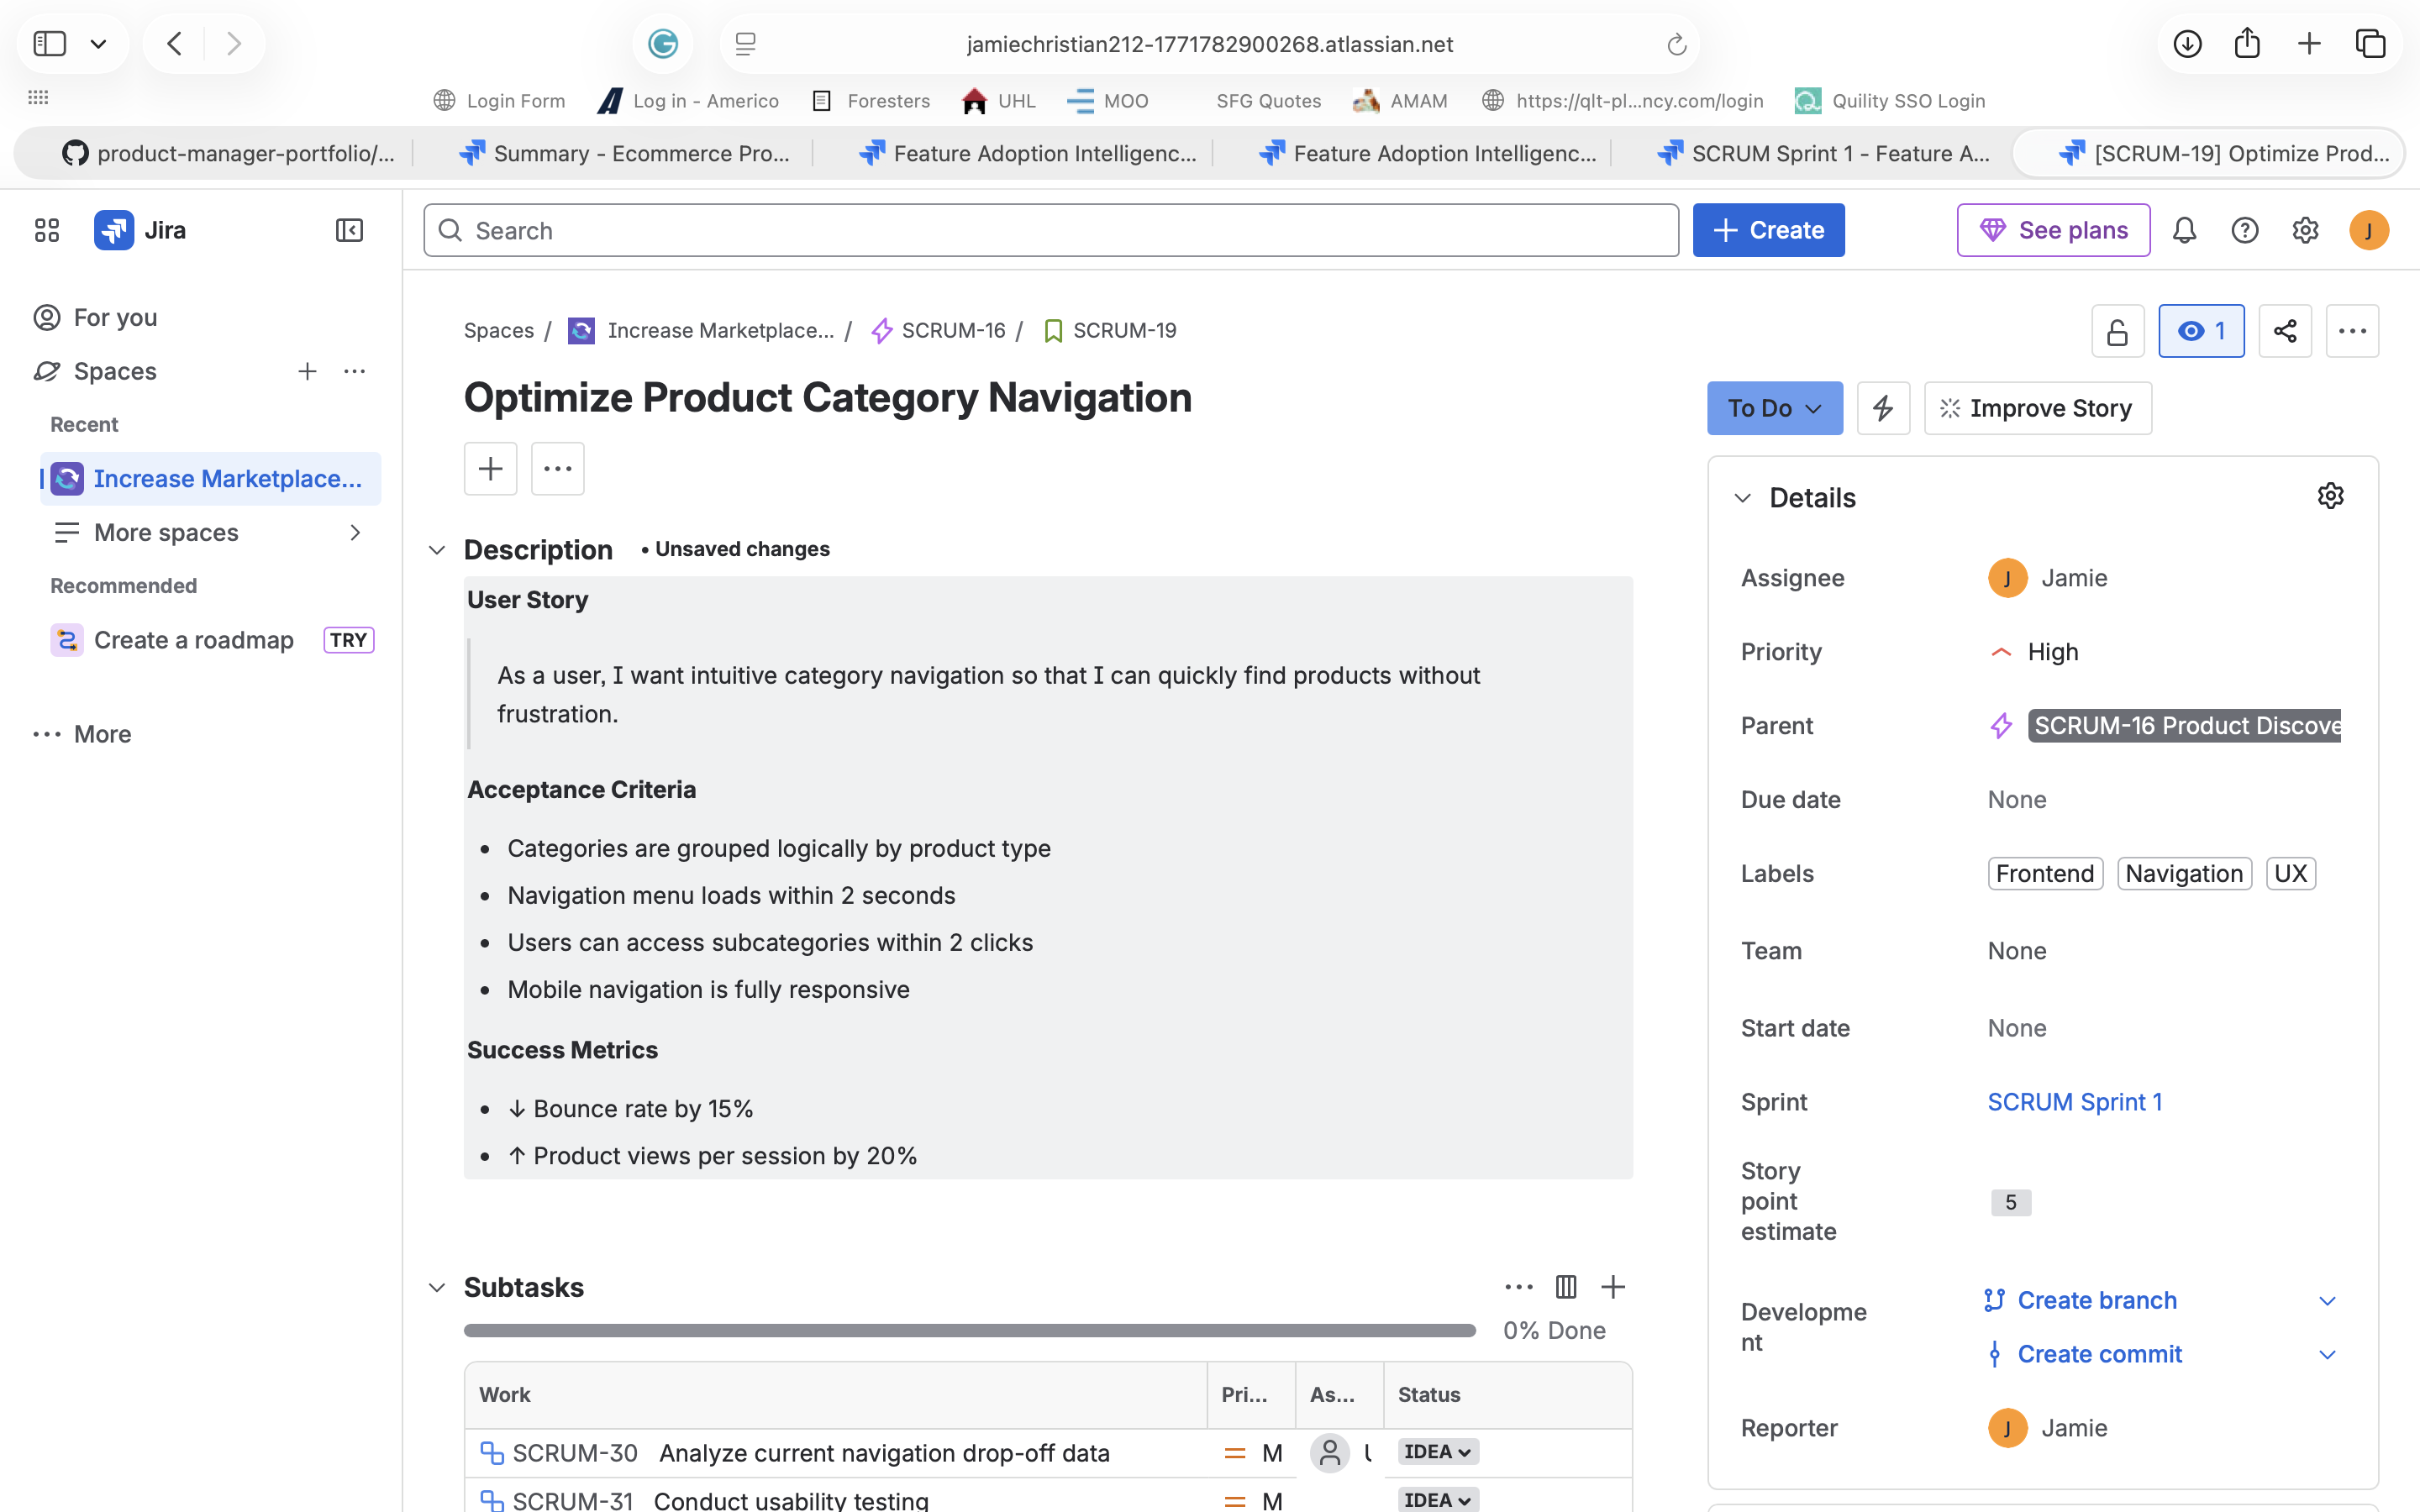 jamiechristian212-1771782900268.atlassian.net
Login Form
Log in - Americo
Foresters
UHL
MOO
SFG Quotes
AMAM
https://qlt-pl...ncy.com/login
Quility SSO Login
product-manager-portfolio/...
Summary - Ecommerce Pro...
Feature Adoption Intelligenc...
Feature Adoption Intelligenc...
SCRUM Sprint 1 - Feature A...
[SCRUM-19] Optimize Prod...
Jira
Search
+ Create
See plans
J
For you
Spaces
Recent
Increase Marketplace...
More spaces
Recommended
Create a roadmap TRY
More
Spaces / Increase Marketplace... / SCRUM-16 / SCRUM-19
1
Optimize Product Category Navigation
To Do
Improve Story
Description • Unsaved changes
User Story
As a user, I want intuitive category navigation so that I can quickly find products without
frustration.
Acceptance Criteria
• Categories are grouped logically by product type
• Navigation menu loads within 2 seconds
• Users can access subcategories within 2 clicks
• Mobile navigation is fully responsive
Success Metrics
• ↓ Bounce rate by 15%
• ↑ Product views per session by 20%
Subtasks
0% Done
Work Pri... As... Status
SCRUM-30 Analyze current navigation drop-off data M IDEA
SCRUM-31 Conduct usability testing M IDEA
Details
Assignee J Jamie
Priority High
Parent SCRUM-16 Product Discove
Due date None
Labels Frontend Navigation UX
Team None
Start date None
Sprint SCRUM Sprint 1
Story
point
estimate
5
Developme
nt
Create branch
Create commit
Reporter J Jamie